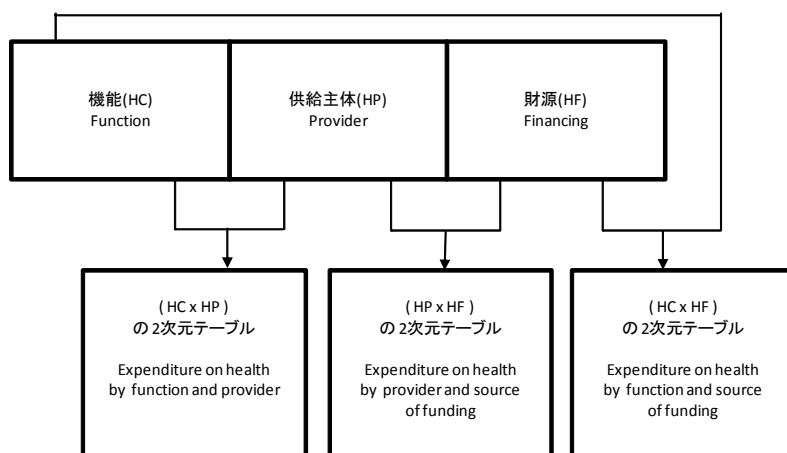 機能(HC)
Function
供給主体(HP)
Provider
財源(HF)
Financing
( HC x HP )
の 2次元テーブル
Expenditure on health
by function and provider
( HP x HF )
の 2次元テーブル
Expenditure on health
by provider and source
of funding
( HC x HF )
の 2次元テーブル
Expenditure on health
by function and source
of funding